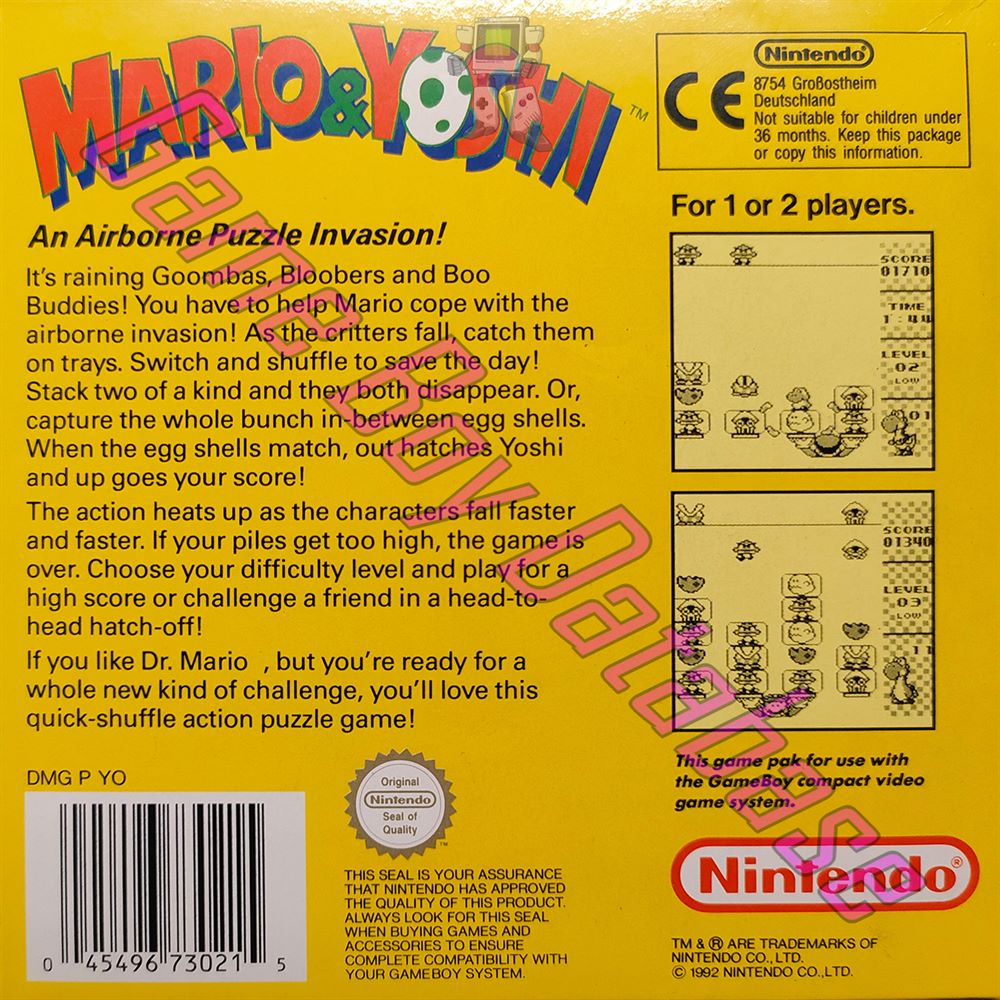 MARIO & YOSHI TM
Nintendo®
CE
8754 Großostheim
Deutschland
Not suitable for children under
36 months. Keep this package
or copy this information.
For 1 or 2 players.
An Airborne Puzzle Invasion!
It's raining Goombas, Bloobers and Boo
Buddies! You have to help Mario cope with the
airborne invasion! As the critters fall, catch them
on trays. Switch and shuffle to save the day!
Stack two of a kind and they both disappear. Or,
capture the whole bunch in-between egg shells.
When the egg shells match, out hatches Yoshi
and up goes your score!
The action heats up as the characters fall faster
and faster. If your piles get too high, the game is
over. Choose your difficulty level and play for a
high score or challenge a friend in a head-to-
head hatch-off!
If you like Dr. Mario , but you're ready for a
whole new kind of challenge, you'll love this
quick-shuffle action puzzle game!
SCORE
01710
TIME
1:44
LEVEL
02
LOW
01
SCORE
01340
LEVEL
03
LOW
11
This game pak for use with
the GameBoy compact video
game system.
DMG P YO
0 45496 73021 5
Original
Nintendo
Seal of
Quality
TM
THIS SEAL IS YOUR ASSURANCE
THAT NINTENDO HAS APPROVED
THE QUALITY OF THIS PRODUCT.
ALWAYS LOOK FOR THIS SEAL
WHEN BUYING GAMES AND
ACCESSORIES TO ENSURE
COMPLETE COMPATIBILITY WITH
YOUR GAMEBOY SYSTEM.
Nintendo®
TM & ® ARE TRADEMARKS OF
NINTENDO CO., LTD.
© 1992 NINTENDO CO.,LTD.
Game Boy Database